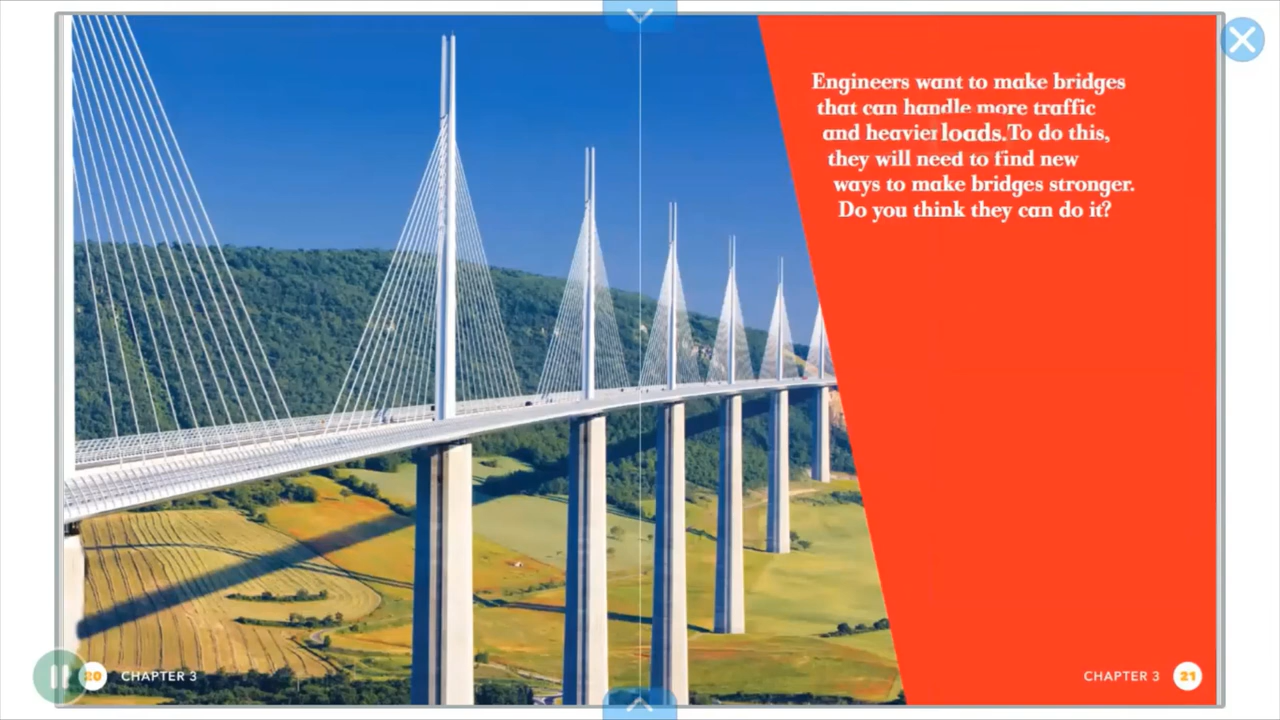 Engineers want to make bridges
that can handle more traffic
and heavier loads. To do this,
they will need to find new
ways to make bridges stronger.
Do you think they can do it?
20 CHAPTER 3
CHAPTER 3 21